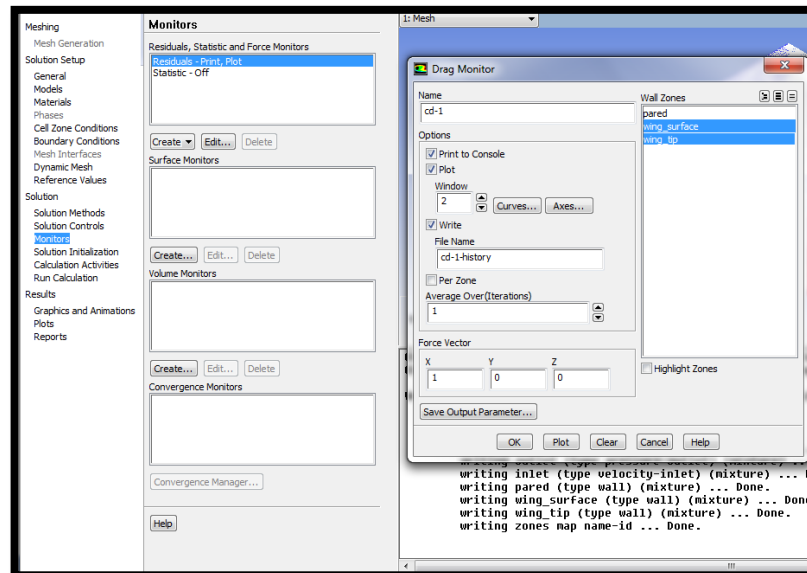 Meshing
Mesh Generation
Solution Setup
General
Models
Materials
Phases
Cell Zone Conditions
Boundary Conditions
Mesh Interfaces
Dynamic Mesh
Reference Values
Solution
Solution Methods
Solution Controls
Monitors
Solution Initialization
Calculation Activities
Run Calculation
Results
Graphics and Animations
Plots
Reports
Monitors
Residuals, Statistic and Force Monitors
Residuals - Print, Plot
Statistic - Off
Create Edit... Delete
Surface Monitors
Create... Edit... Delete
Volume Monitors
Create... Edit... Delete
Convergence Monitors
Convergence Manager...
Help
1: Mesh
Drag Monitor
Name
cd-1
Options
Print to Console
Plot
Window
2 Curves... Axes...
Write
File Name
cd-1-history
Per Zone
Average Over(Iterations)
1
Force Vector
X Y Z
1 0 0
Save Output Parameter...
Wall Zones
pared
wing_surface
wing_tip
Highlight Zones
OK Plot Clear Cancel Help
writing outlet (type pressure-outlet) (mixture) ...
writing inlet (type velocity-inlet) (mixture) ...
writing pared (type wall) (mixture) ... Done.
writing wing_surface (type wall) (mixture) ... Done
writing wing_tip (type wall) (mixture) ... Done.
writing zones map name-id ... Done.